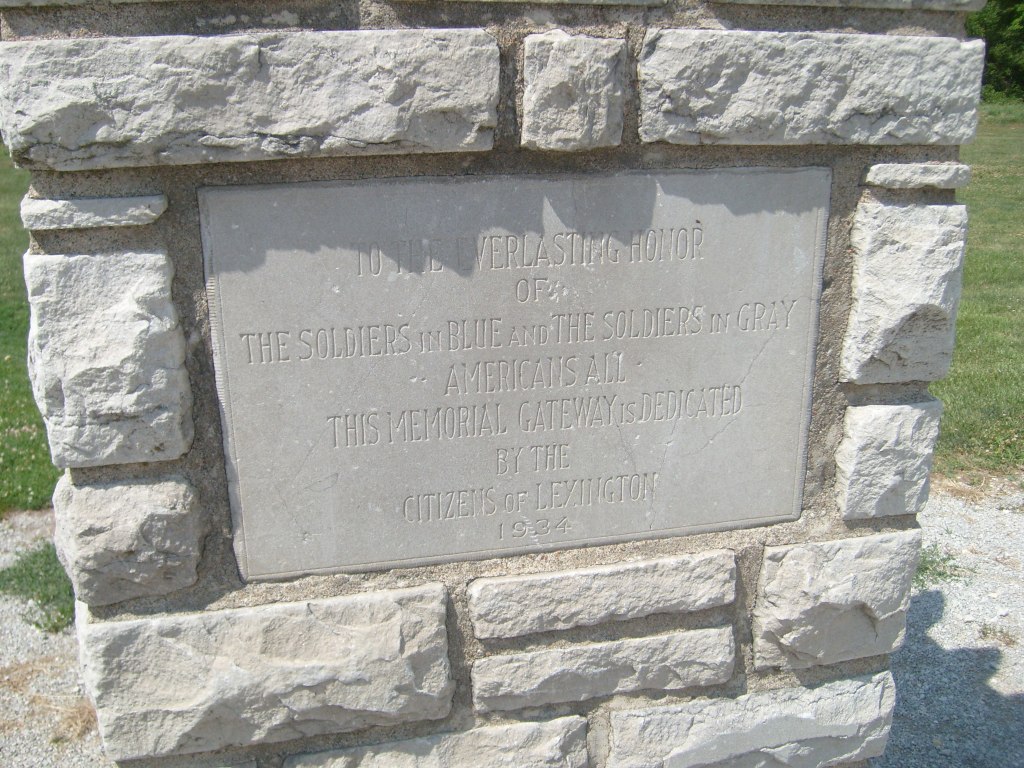 TO THE EVERLASTING HONOR
OF
THE SOLDIERS IN BLUE AND THE SOLDIERS IN GRAY
AMERICANS ALL
THIS MEMORIAL GATEWAY IS DEDICATED
BY THE
CITIZENS OF LEXINGTON
1934